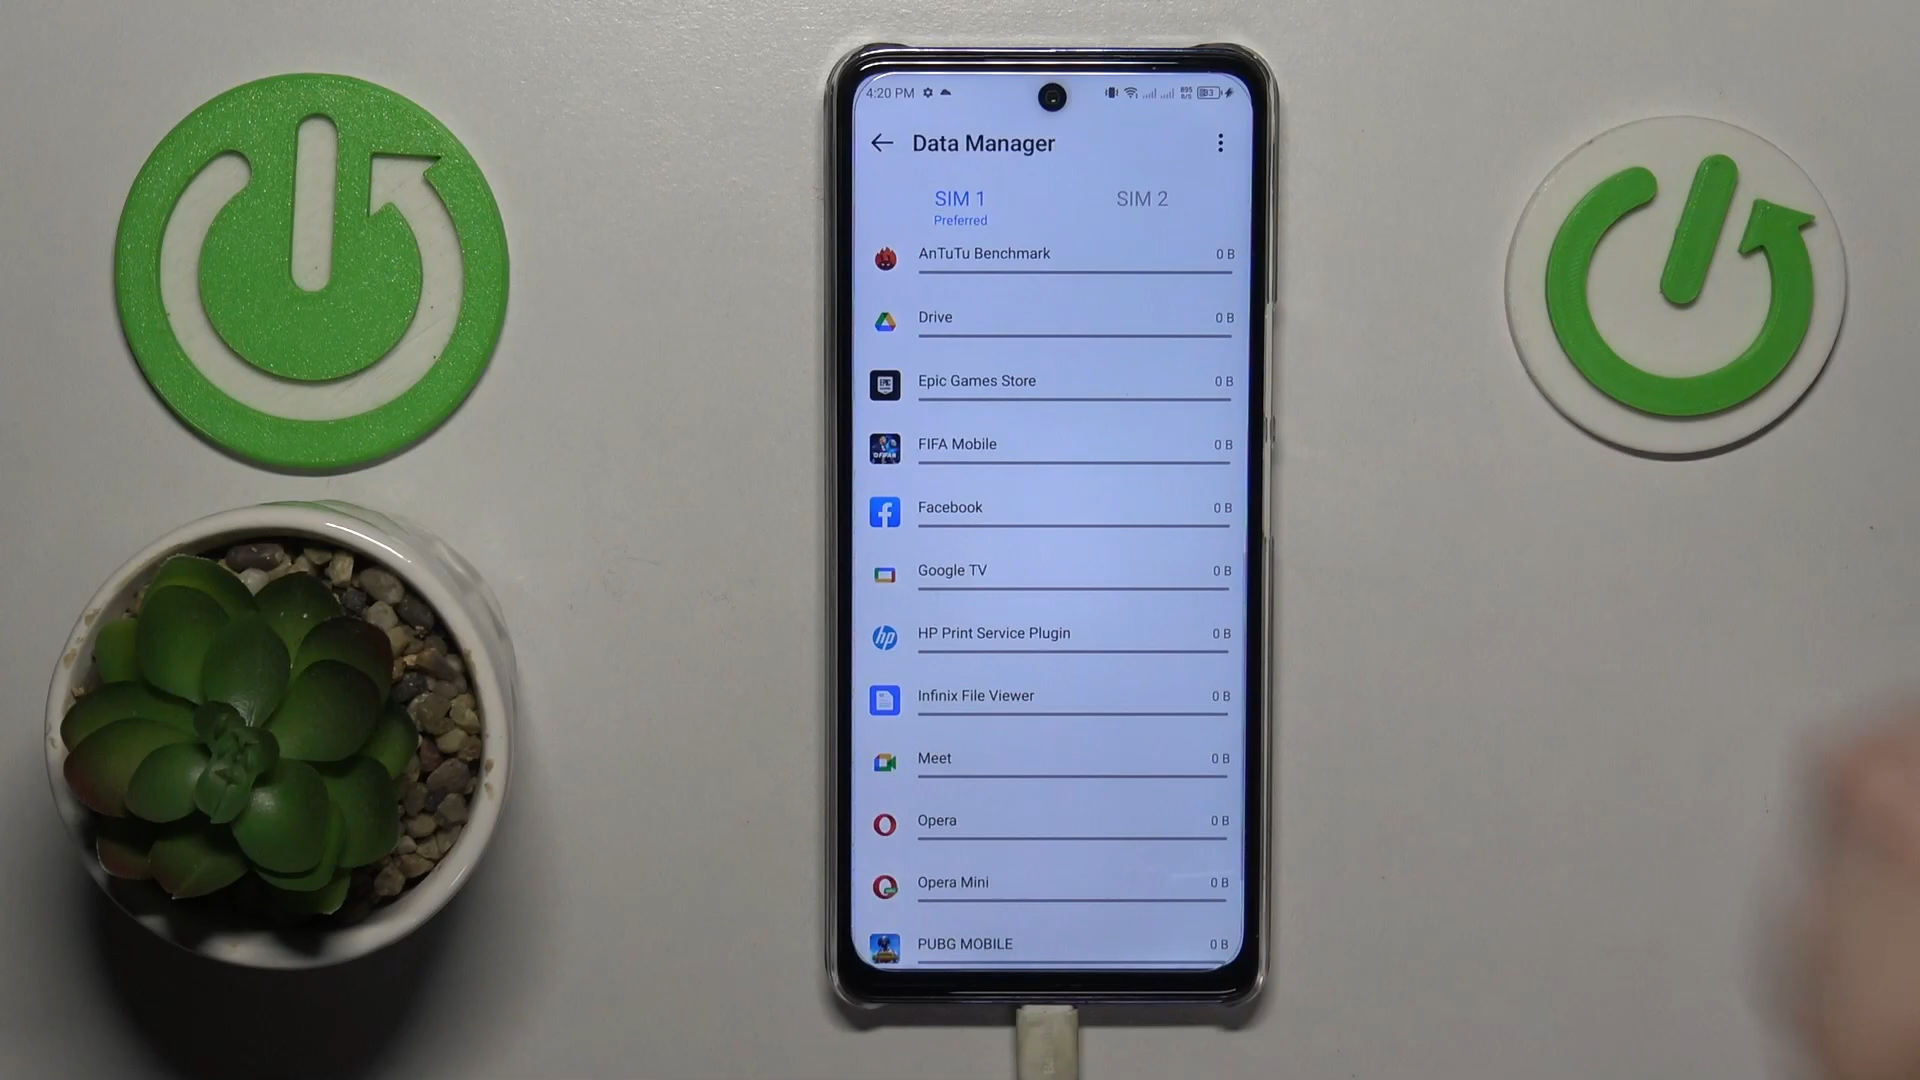 4:20 PM
895
B/S
83
Data Manager
SIM 1
SIM 2
Preferred
AnTuTu Benchmark 0 B
Drive 0 B
Epic Games Store 0 B
FIFA Mobile 0 B
Facebook 0 B
Google TV 0 B
HP Print Service Plugin 0 B
Infinix File Viewer 0 B
Meet 0 B
Opera 0 B
Opera Mini 0 B
PUBG MOBILE 0 B